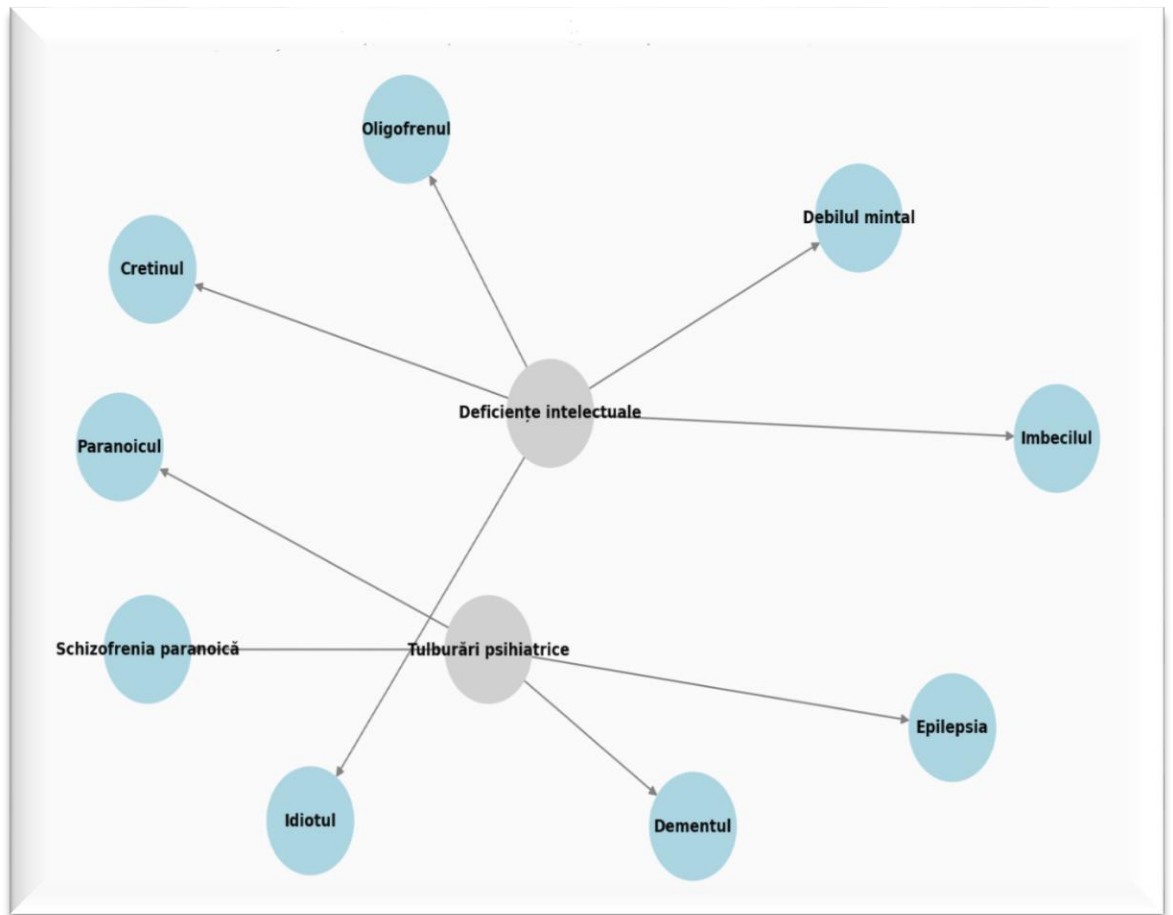 Oligofrenul
Debilul mintal
Cretinul
Deficiențe intelectuale
Imbecilul
Paranoicul
Schizofrenia paranoică
Tulburări psihiatrice
Epilepsia
Idiotul
Dementul